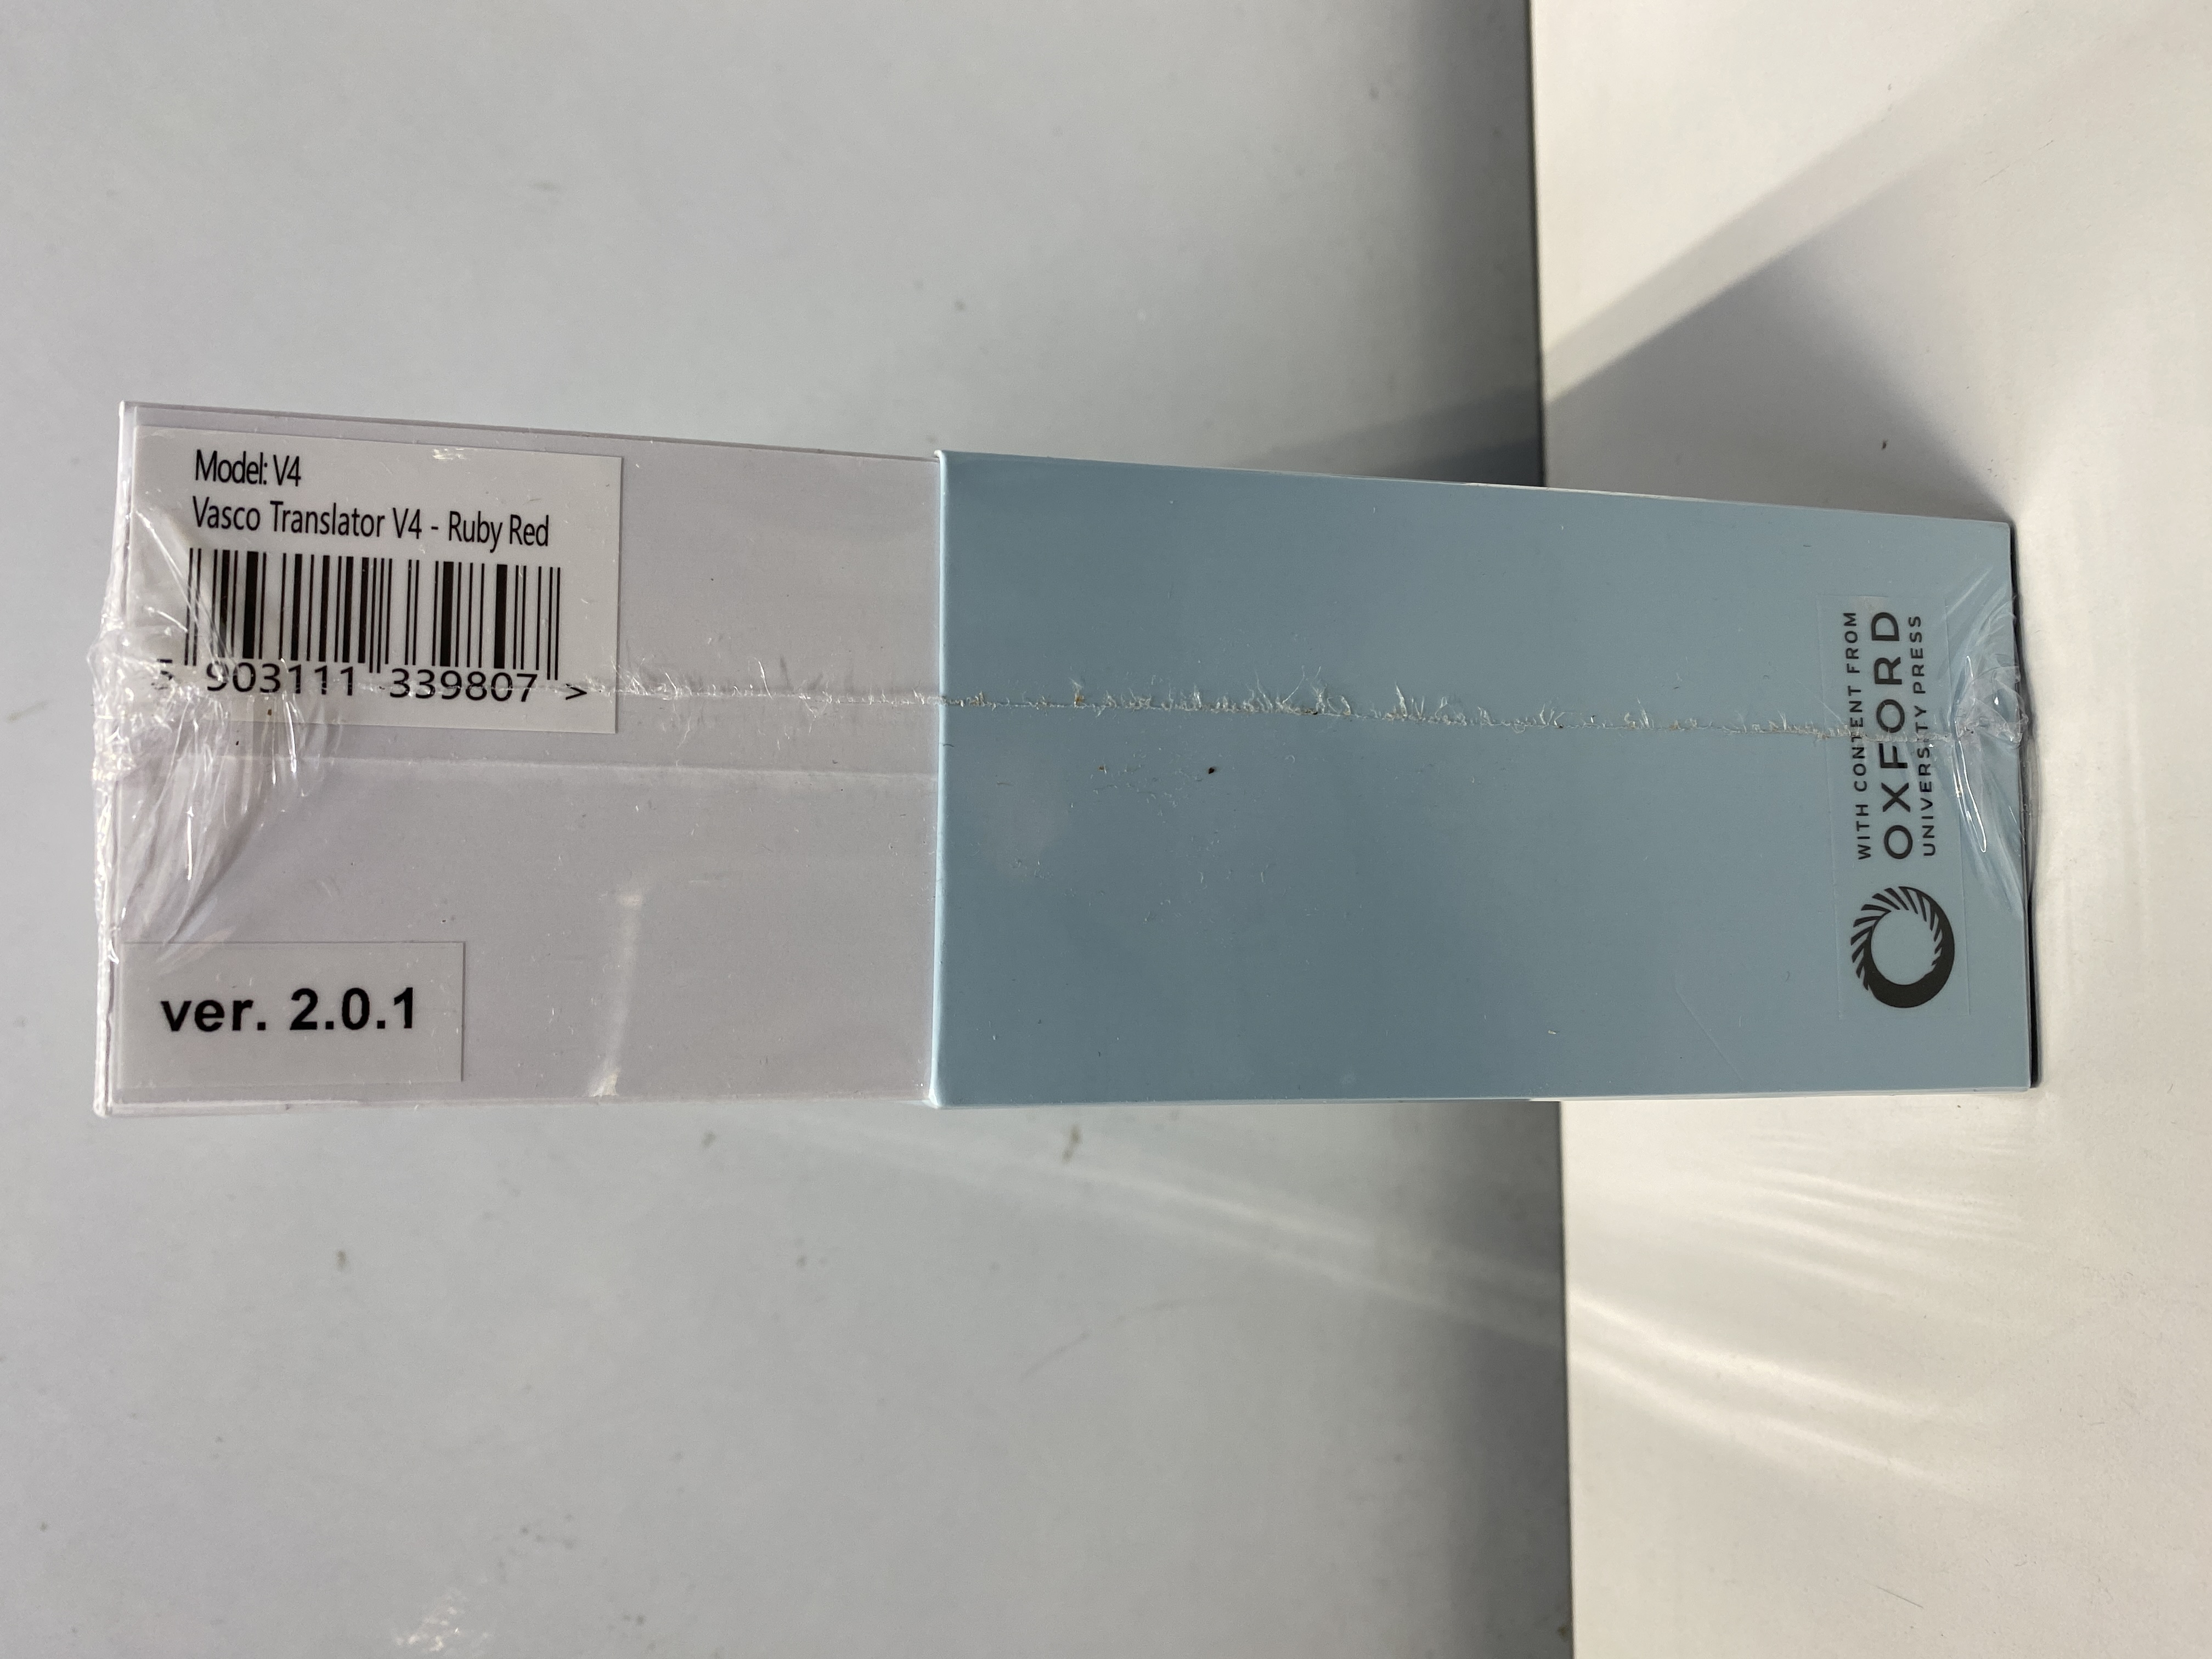 Model: V4
Vasco Translator V4 - Ruby Red
5 903111 339807 >
ver. 2.0.1
WITH CONTENT FROM
OXFORD
UNIVERSITY PRESS